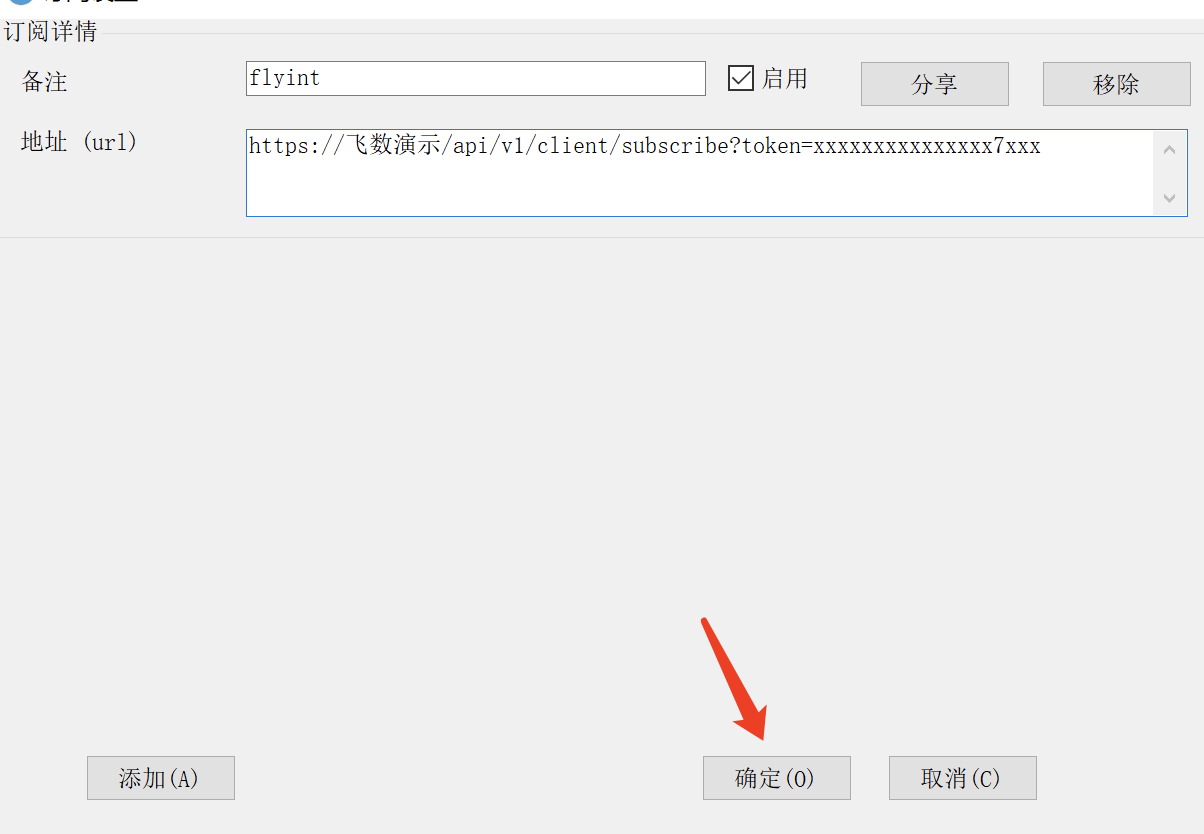 订阅详情
备注
flyint
启用
分享
移除
地址 (url)
https://飞数演示/api/v1/client/subscribe?token=xxxxxxxxxxxxxxx7xxx
添加(A)
确定(O)
取消(C)